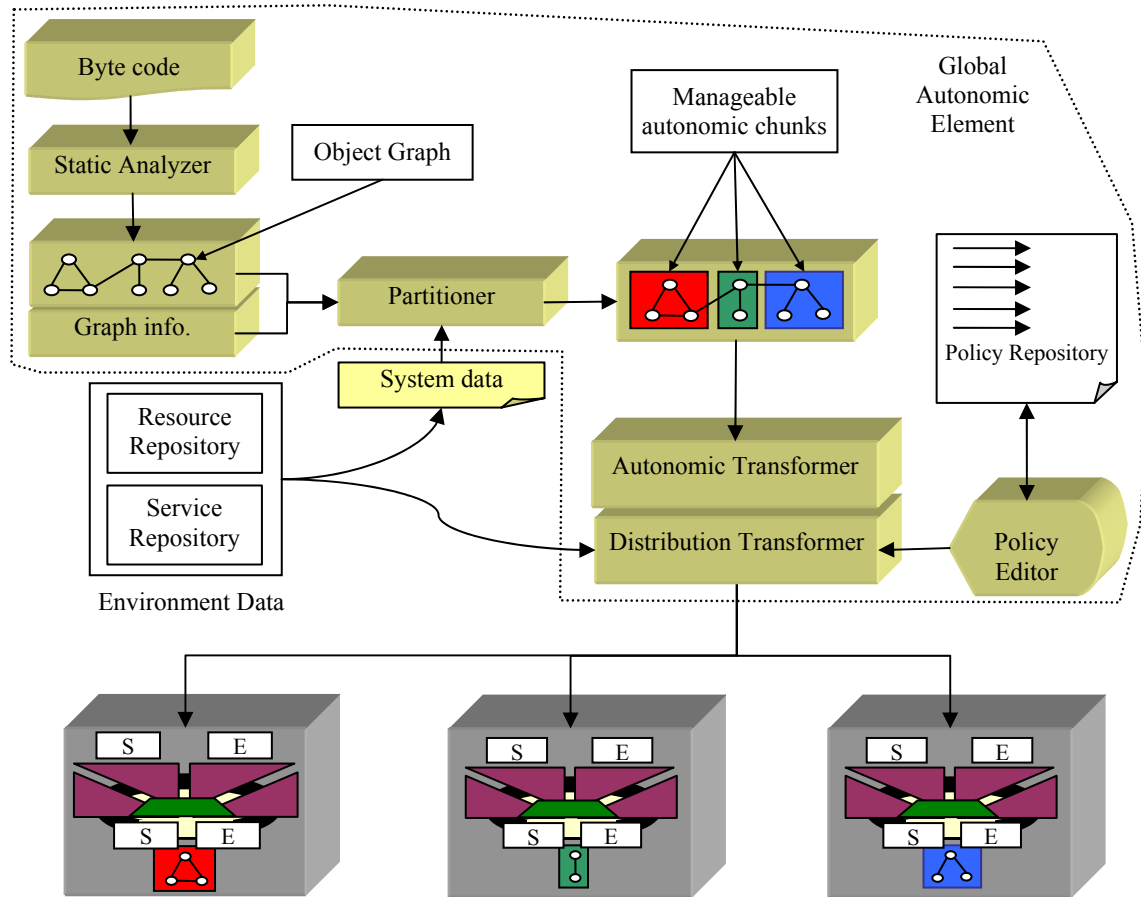 Byte code
Global
Autonomic
Element
Manageable
autonomic chunks
Object Graph
Static Analyzer
Partitioner
Graph info.
Policy Repository
System data
Resource
Repository
Service
Repository
Environment Data
Autonomic Transformer
Distribution Transformer
Policy
Editor
S E
S E
S E
S E
S E
S E